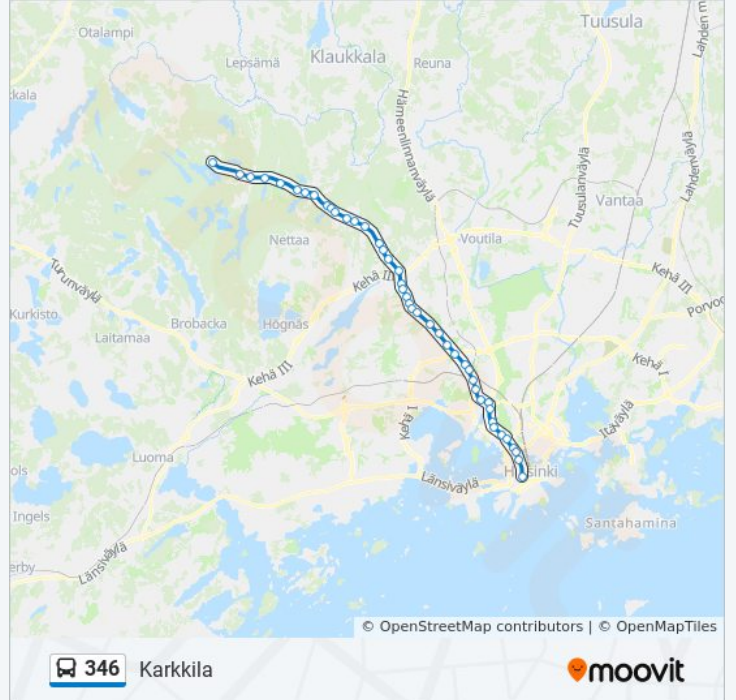 Otalampi
Tuusula
Lepsämä
Klaukkala
Reuna
Lahden m
kkala
Hämeenlinnanväylä
Tuusulanväylä
Lahdenväylä
Vantaa
Nettaa
Voutila
Turunväylä
Kehä III
Kehä III
Porvoo
Kurkisto
Brobacka
Högnäs
Laitamaa
Kehä III
Kehä I
Kehä I
Itäväylä
Luoma
Länsiväylä
Helsinki
ols
Ingels
Santahamina
Länsiväylä
erby
© OpenStreetMap contributors | © OpenMapTiles
346 Karkkila
moovit